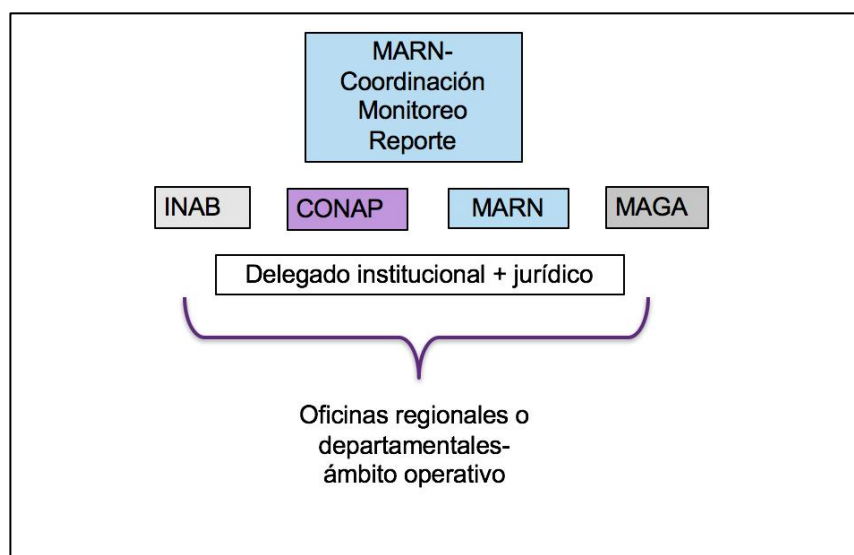 MARN-
Coordinación
Monitoreo
Reporte
INAB CONAP MARN MAGA
Delegado institucional + jurídico
Oficinas regionales o
departamentales-
ámbito operativo